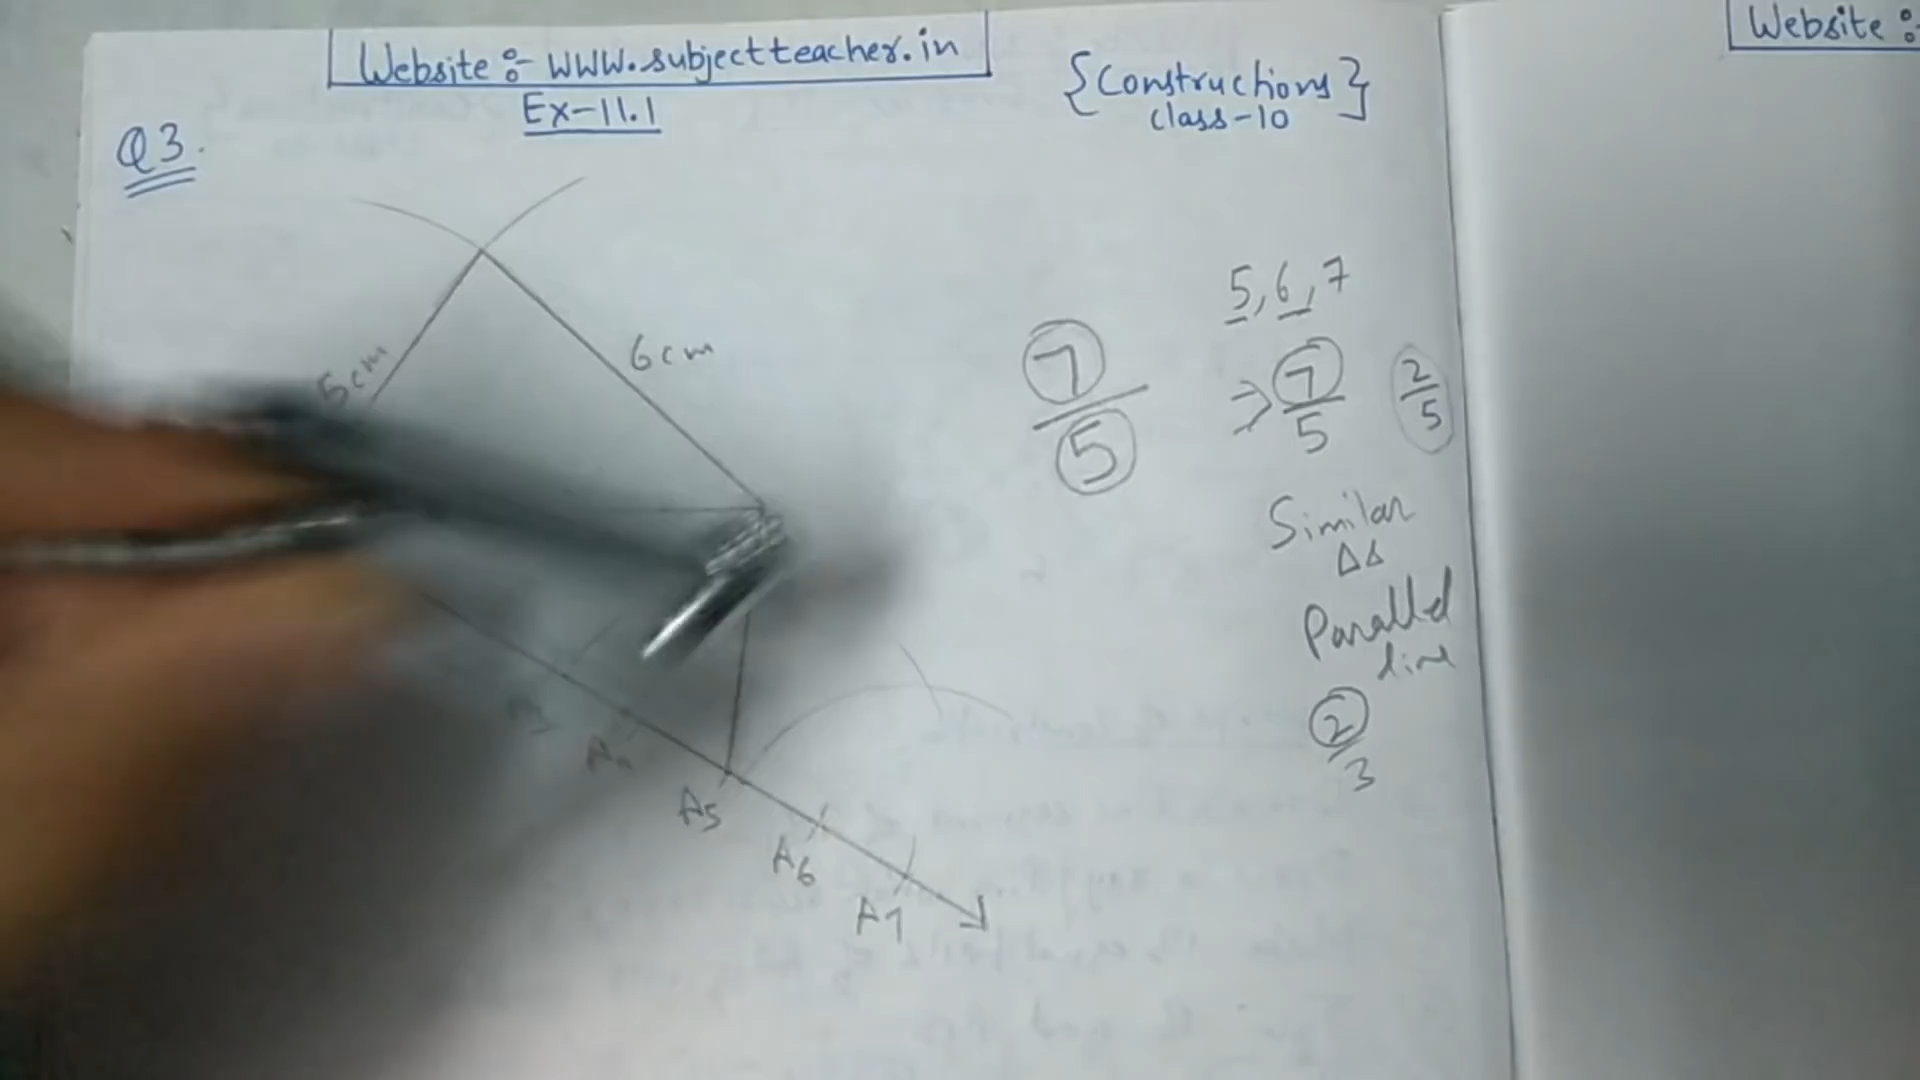 Website :- WWW.subjectteacher.in
Website :
Ex-11.1
{Constructions}
class-10
Q3.
5cm
6cm
5, 6, 7
7/5
⇒ 7/5
2/5
Similar
ΔΔ
Parallel
line
2/3
A4
A5
A6
A7